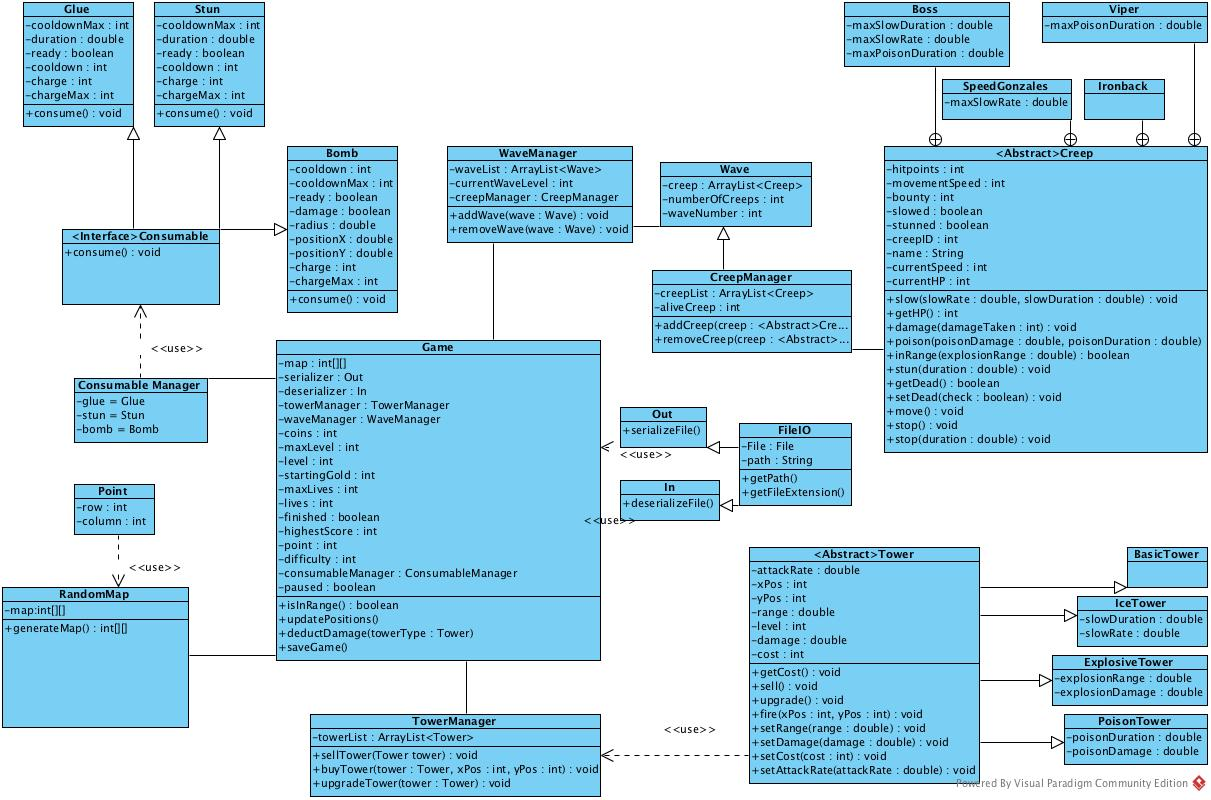 Glue
-cooldownMax : int
-duration : double
-ready : boolean
-cooldown : int
-charge : int
-chargeMax : int
+consume() : void
Stun
-cooldownMax : int
-duration : double
-ready : boolean
-cooldown : int
-charge : int
-chargeMax : int
+consume() : void
Boss
-maxSlowDuration : double
-maxSlowRate : double
-maxPoisonDuration : double
Viper
-maxPoisonDuration : double
SpeedGonzales
-maxSlowRate : double
Ironback
Bomb
-cooldown : int
-cooldownMax : int
-ready : boolean
-damage : boolean
-radius : double
-positionX : double
-positionY : double
-charge : int
-chargeMax : int
+consume() : void
WaveManager
-waveList : ArrayList<Wave>
-currentWaveLevel : int
-creepManager : CreepManager
+addWave(wave : Wave) : void
+removeWave(wave : Wave) : void
Wave
-creep : ArrayList<Creep>
-numberOfCreeps : int
-waveNumber : int
<Abstract>Creep
-hitpoints : int
-movementSpeed : int
-bounty : int
-slowed : boolean
-stunned : boolean
-creepID : int
-name : String
-currentSpeed : int
-currentHP : int
+slow(slowRate : double, slowDuration : double) : void
+getHP() : int
+damage(damageTaken : int) : void
+poison(poisonDamage : double, poisonDuration : double)
+inRange(explosionRange : double) : boolean
+stun(duration : double) : void
+getDead() : boolean
+setDead(check : boolean) : void
+move() : void
+stop() : void
+stop(duration : double) : void
<Interface>Consumable
+consume() : void
CreepManager
-creepList : ArrayList<Creep>
-aliveCreep : int
+addCreep(creep : <Abstract>Cre...
+removeCreep(creep : <Abstract>...
<<use>>
Consumable Manager
-glue = Glue
-stun = Stun
-bomb = Bomb
Game
-map : int[][]
-serializer : Out
-deserializer : In
-towerManager : TowerManager
-waveManager : WaveManager
-coins : int
-maxLevel : int
-level : int
-startingGold : int
-maxLives : int
-lives : int
-finished : boolean
-highestScore : int
-point : int
-difficulty : int
-consumableManager : ConsumableManager
-paused : boolean
+isInRange() : boolean
+updatePositions()
+deductDamage(towerType : Tower)
+saveGame()
Out
+serializeFile()
<<use>>
FileIO
-File : File
-path : String
+getPath()
+getFileExtension()
In
+deserializeFile()
<<use>>
Point
-row : int
-column : int
<<use>>
RandomMap
-map:int[][]
+generateMap() : int[][]
<Abstract>Tower
-attackRate : double
-xPos : int
-yPos : int
-range : double
-level : int
-damage : double
-cost : int
+getCost() : void
+sell() : void
+upgrade() : void
+fire(xPos : int, yPos : int) : void
+setRange(range : double) : void
+setDamage(damage : double) : void
+setCost(cost : int) : void
+setAttackRate(attackRate : double) : void
BasicTower
IceTower
-slowDuration : double
-slowRate : double
ExplosiveTower
-explosionRange : double
-explosionDamage : double
PoisonTower
-poisonDuration : double
-poisonDamage : double
<<use>>
TowerManager
-towerList : ArrayList<Tower>
+sellTower(Tower tower) : void
+buyTower(tower : Tower, xPos : int, yPos : int) : void
+upgradeTower(tower : Tower) : void
Powered By Visual Paradigm Community Edition